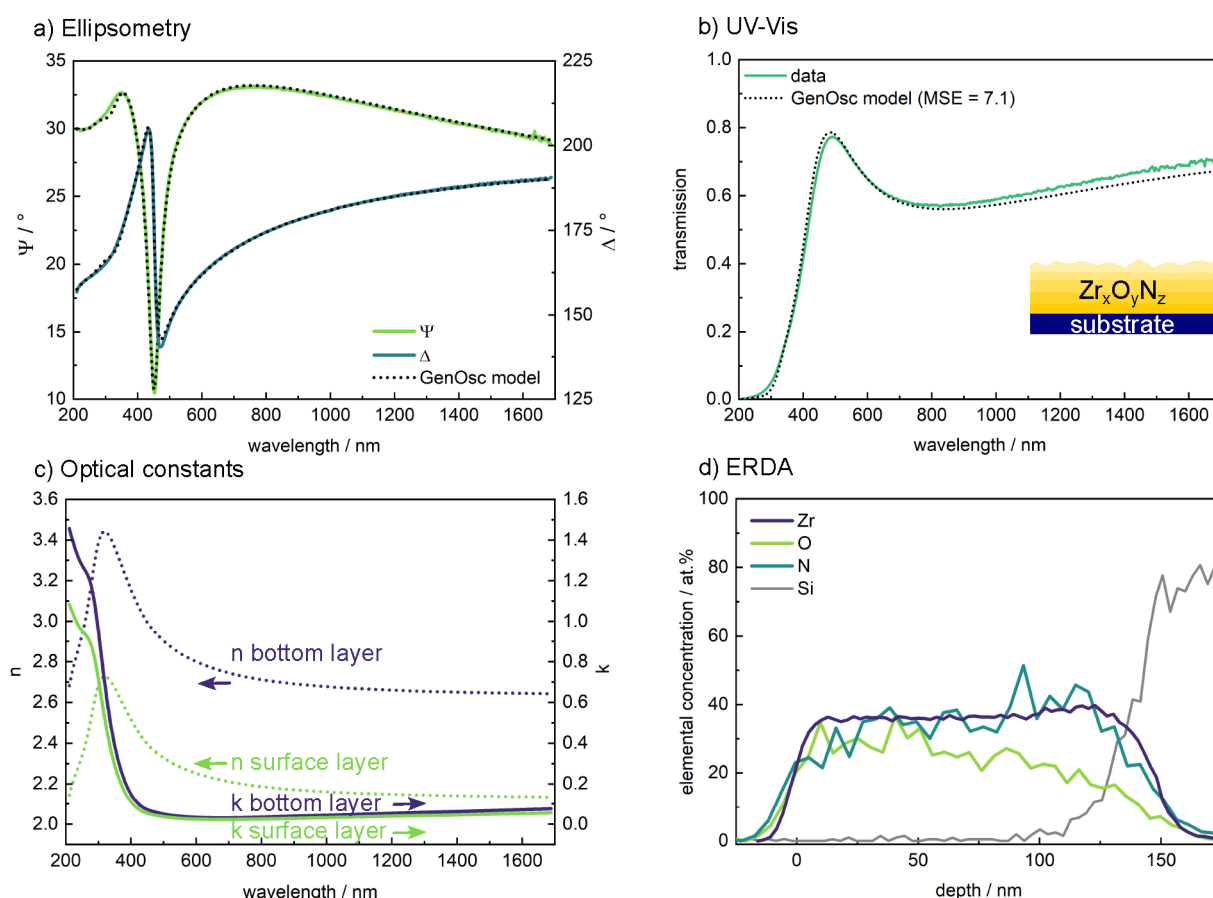 a) Ellipsometry
35
30
25
20
15
10
225
200
175
150
125
Ψ / °
Δ / °
Ψ
Δ
GenOsc model
200 400 600 800 1000 1200 1400 1600
wavelength / nm
b) UV-Vis
1.0
0.8
0.6
0.4
0.2
0.0
transmission
data
GenOsc model (MSE = 7.1)
ZrxOyNz
substrate
200 400 600 800 1000 1200 1400 1600
wavelength / nm
c) Optical constants
3.6
3.4
3.2
3.0
2.8
2.6
2.4
2.2
2.0
1.6
1.4
1.2
1.0
0.8
0.6
0.4
0.2
0.0
n
k
n bottom layer
n surface layer
k bottom layer
k surface layer
200 400 600 800 1000 1200 1400 1600
wavelength / nm
d) ERDA
100
80
60
40
20
0
elemental concentration / at.%
Zr
O
N
Si
0 50 100 150
depth / nm